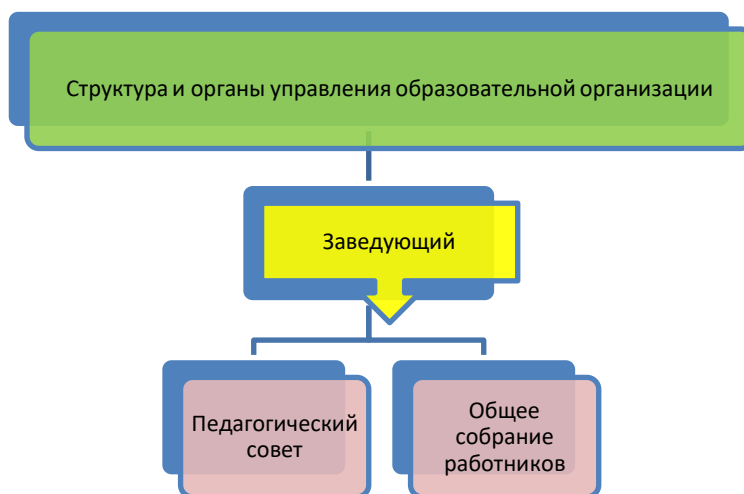 Структура и органы управления образовательной организации
Заведующий
Педагогический
совет
Общее
собрание
работников